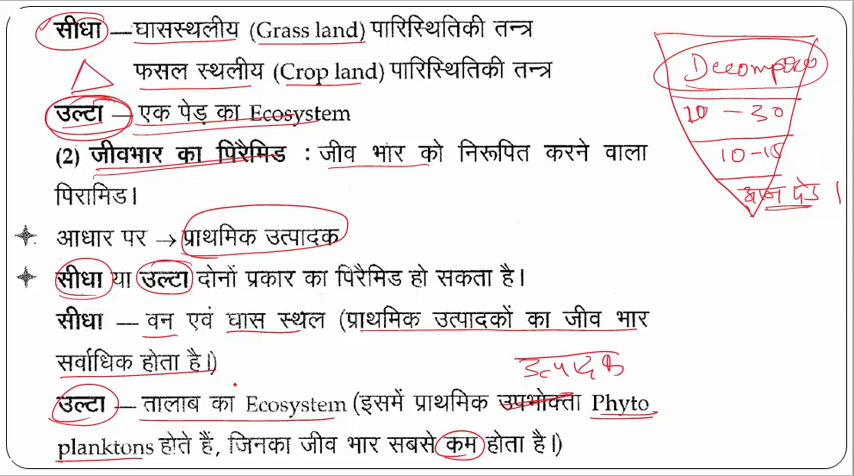 सीधा – घासस्थलीय (Grass land) पारिस्थितिकी तन्त्र
फसल स्थलीय (Crop land) पारिस्थितिकी तन्त्र
उल्टा – एक पेड़ का Ecosystem
(2) जीवभार का पिरैमिड : जीव भार को निरूपित करने वाला
पिरामिड।
आधार पर → प्राथमिक उत्पादक
सीधा या उल्टा दोनों प्रकार का पिरैमिड हो सकता है।
सीधा – वन एवं घास स्थल (प्राथमिक उत्पादकों का जीव भार
सर्वाधिक होता है।)
उत्पादक
उल्टा – तालाब का Ecosystem (इसमें प्राथमिक उपभोक्ता Phyto
planktons होते हैं, जिनका जीव भार सबसे कम होता है।)
20 – 30
10-15